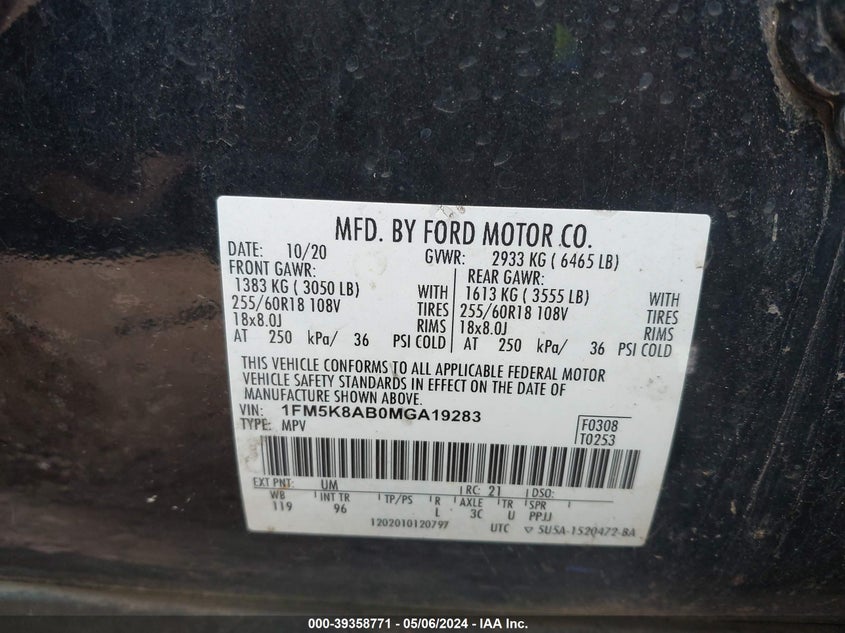 MFD. BY FORD MOTOR CO.
DATE: 10/20 GVWR: 2933 KG ( 6465 LB)
FRONT GAWR: REAR GAWR:
1383 KG ( 3050 LB) WITH 1613 KG ( 3555 LB) WITH
255/60R18 108V TIRES 255/60R18 108V TIRES
18x8.0J RIMS 18x8.0J RIMS
AT 250 kPa/ 36 PSI COLD AT 250 kPa/ 36 PSI COLD
THIS VEHICLE CONFORMS TO ALL APPLICABLE FEDERAL MOTOR
VEHICLE SAFETY STANDARDS IN EFFECT ON THE DATE OF
MANUFACTURE SHOWN ABOVE.
VIN: 1FM5K8AB0MGA19283 F0308
TYPE: MPV T0253
EXT PNT: UM RC: 21 DSO:
WB INT TR TP/PS R AXLE TR SPR
119 96 L 3C U PPJJ
1202010120797 UTC ▽ 5U5A-1520472-BA
000-39358771 - 05/06/2024 - IAA Inc.